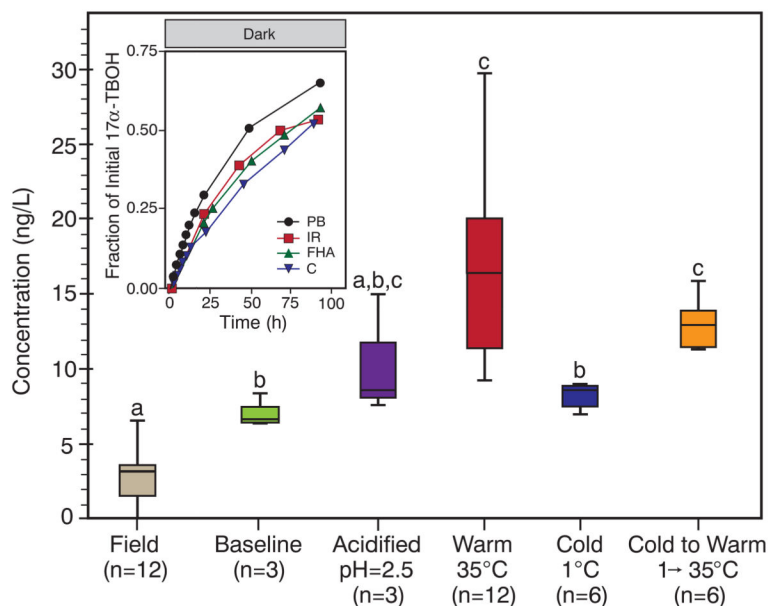 Dark
Fraction of Initial 17α-TBOH
0.75
0.50
0.25
0.00
PB
IR
FHA
C
0 25 50 75 100
Time (h)
Concentration (ng/L)
30
25
20
15
10
5
0
a
b
a,b,c
c
b
c
Field
(n=12)
Baseline
(n=3)
Acidified
pH=2.5
(n=3)
Warm
35°C
(n=12)
Cold
1°C
(n=6)
Cold to Warm
1→35°C
(n=6)